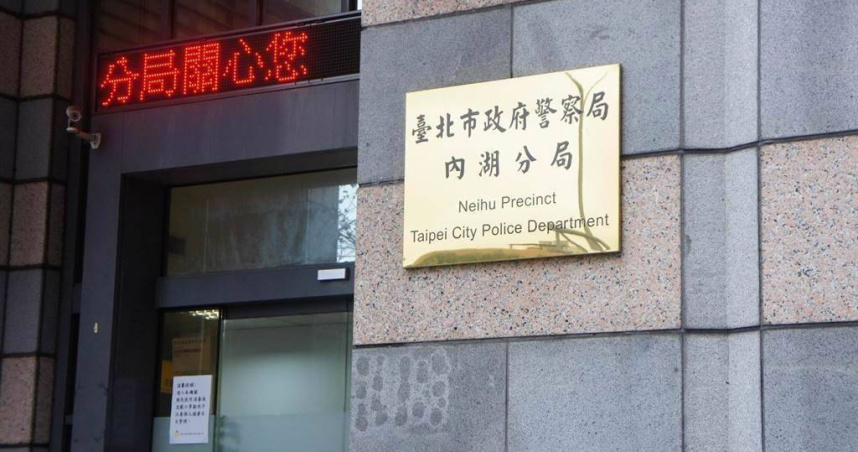 分局關心您
臺北市政府警察局
內湖分局
Neihu Precinct
Taipei City Police Department